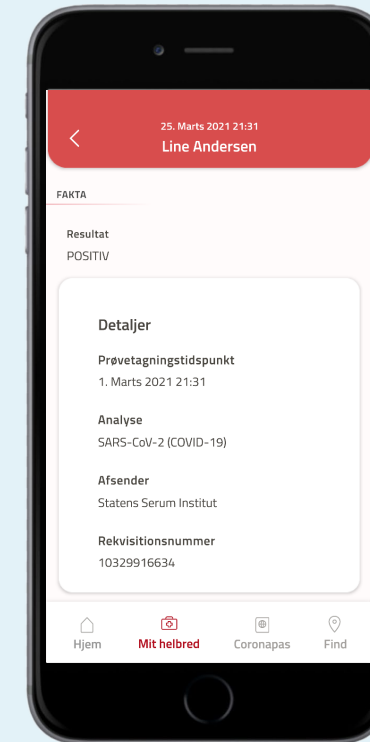 25. Marts 2021 21:31
Line Andersen
FAKTA
Resultat
POSITIV
Detaljer
Prøvetagningstidspunkt
1. Marts 2021 21:31
Analyse
SARS-CoV-2 (COVID-19)
Afsender
Statens Serum Institut
Rekvisitionsnummer
10329916634
Hjem Mit helbred Coronapas Find